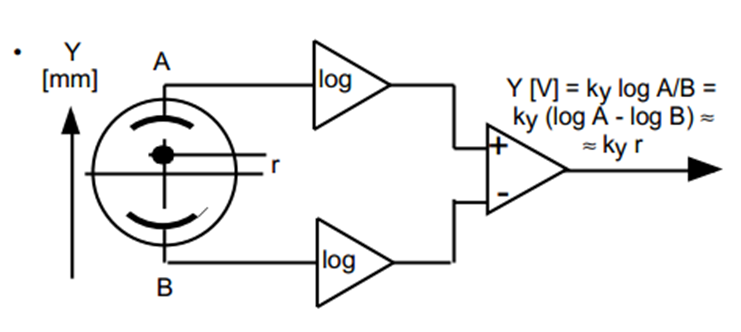 •
Y
[mm]
A
log
r
B
log
+
-
Y [V] = ky log A/B =
ky (log A - log B) ≈
≈ ky r